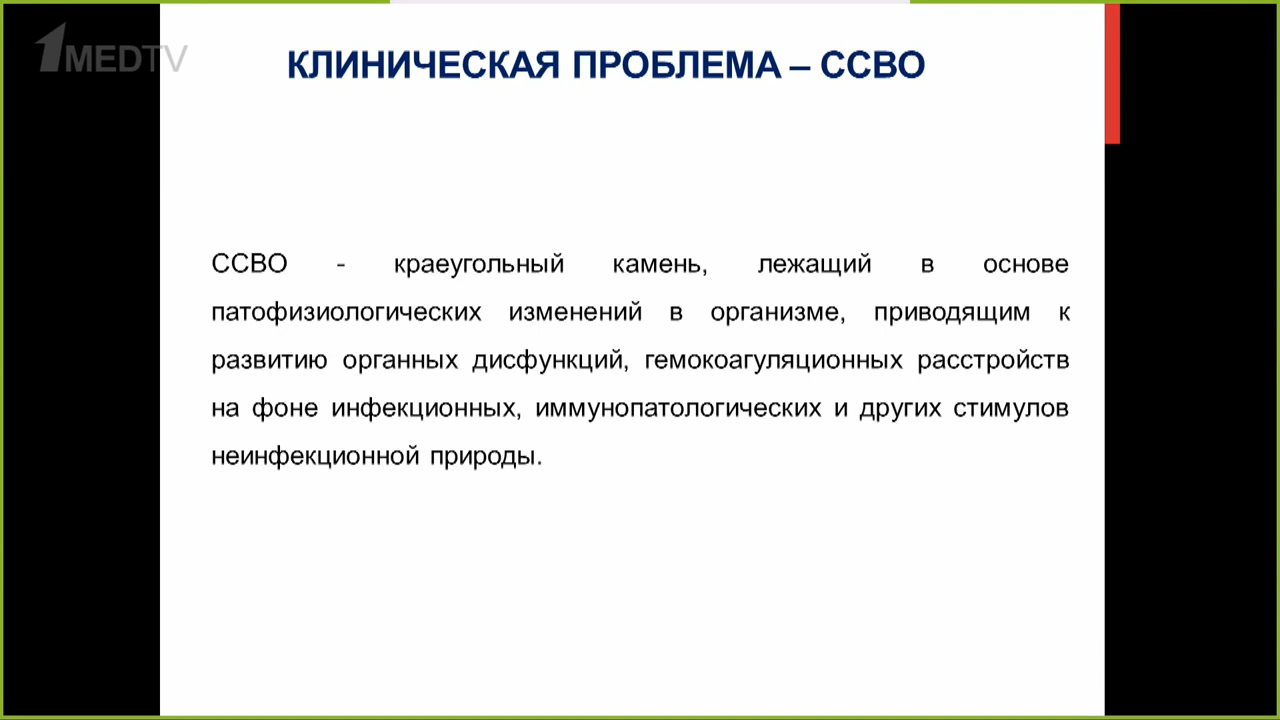 1MEDTV
КЛИНИЧЕСКАЯ ПРОБЛЕМА – ССВО
ССВО - краеугольный камень, лежащий в основе
патофизиологических изменений в организме, приводящим к
развитию органных дисфункций, гемокоагуляционных расстройств
на фоне инфекционных, иммунопатологических и других стимулов
неинфекционной природы.